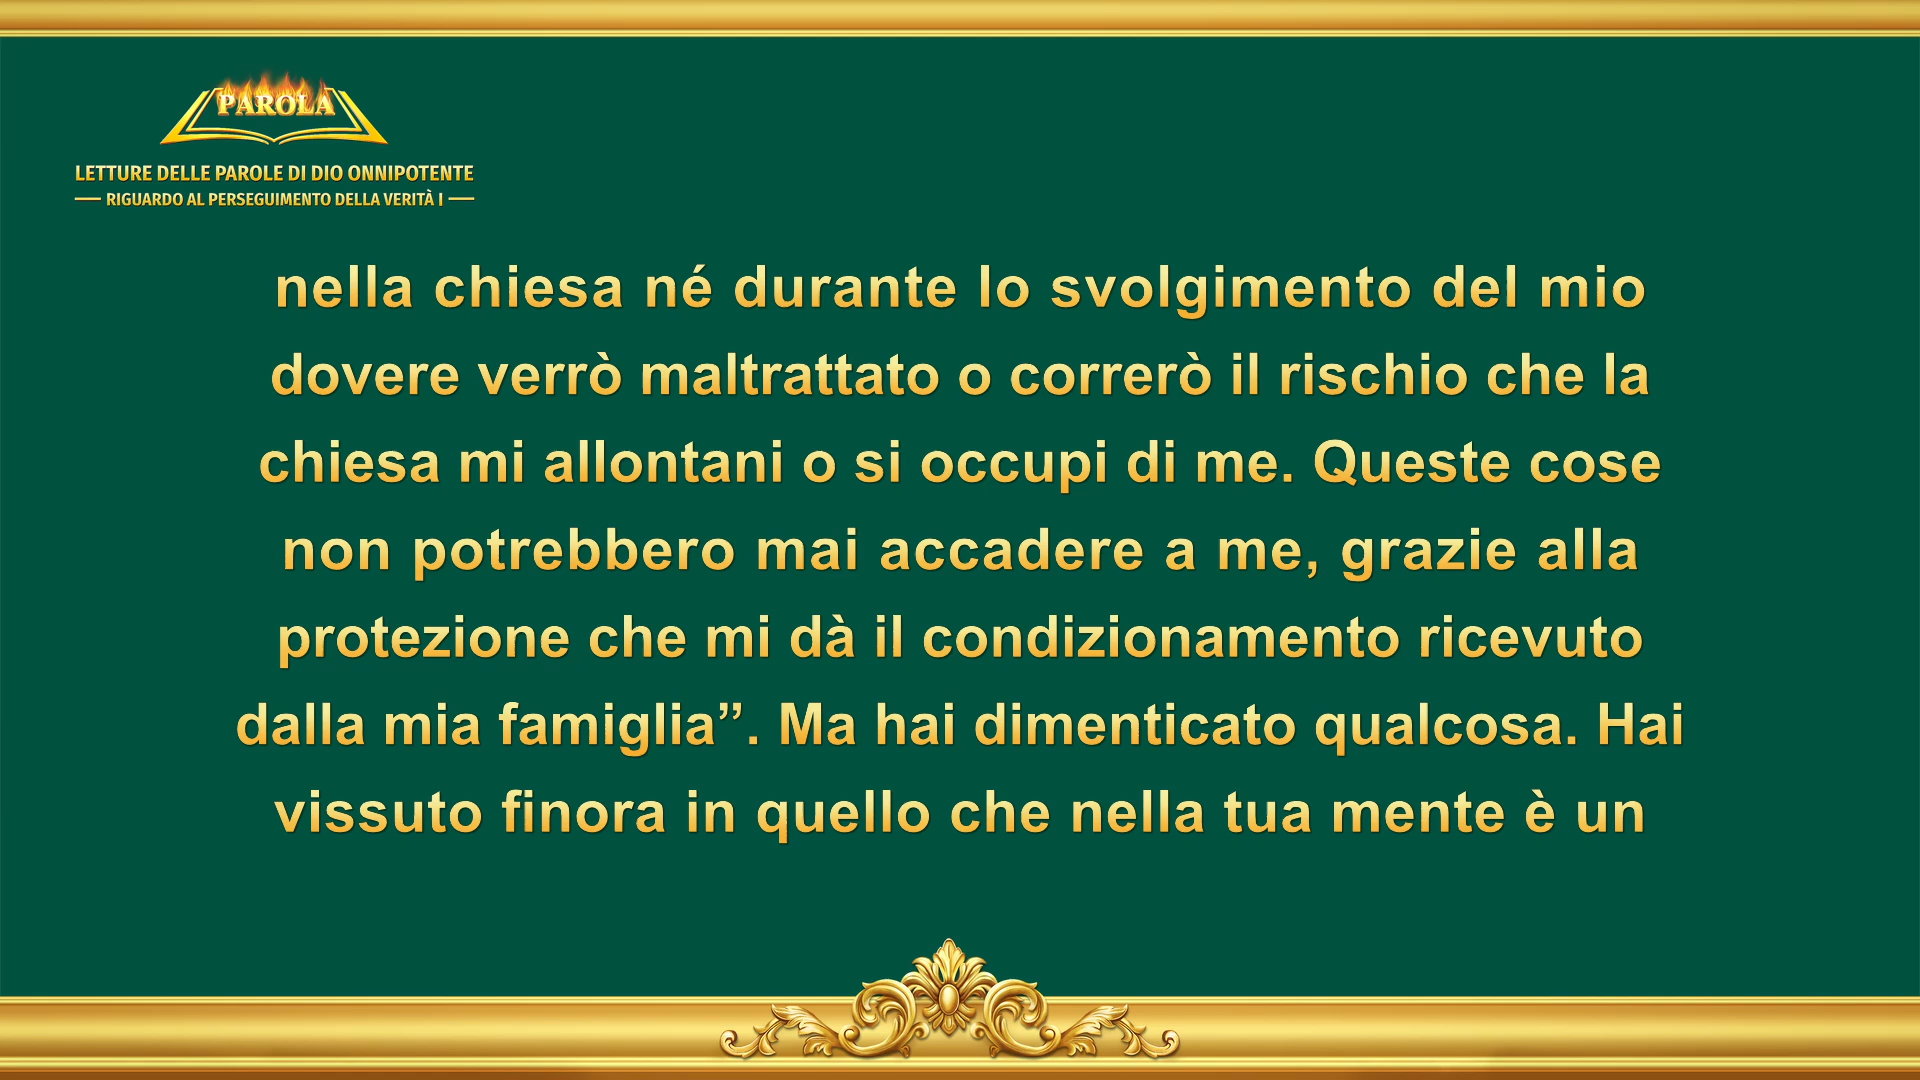 PAROLA
LETTURE DELLE PAROLE DI DIO ONNIPOTENTE
RIGUARDO AL PERSEGUIMENTO DELLA VERITÀ I
nella chiesa né durante lo svolgimento del mio
dovere verrò maltrattato o correrò il rischio che la
chiesa mi allontani o si occupi di me. Queste cose
non potrebbero mai accadere a me, grazie alla
protezione che mi dà il condizionamento ricevuto
dalla mia famiglia”. Ma hai dimenticato qualcosa. Hai
vissuto finora in quello che nella tua mente è un